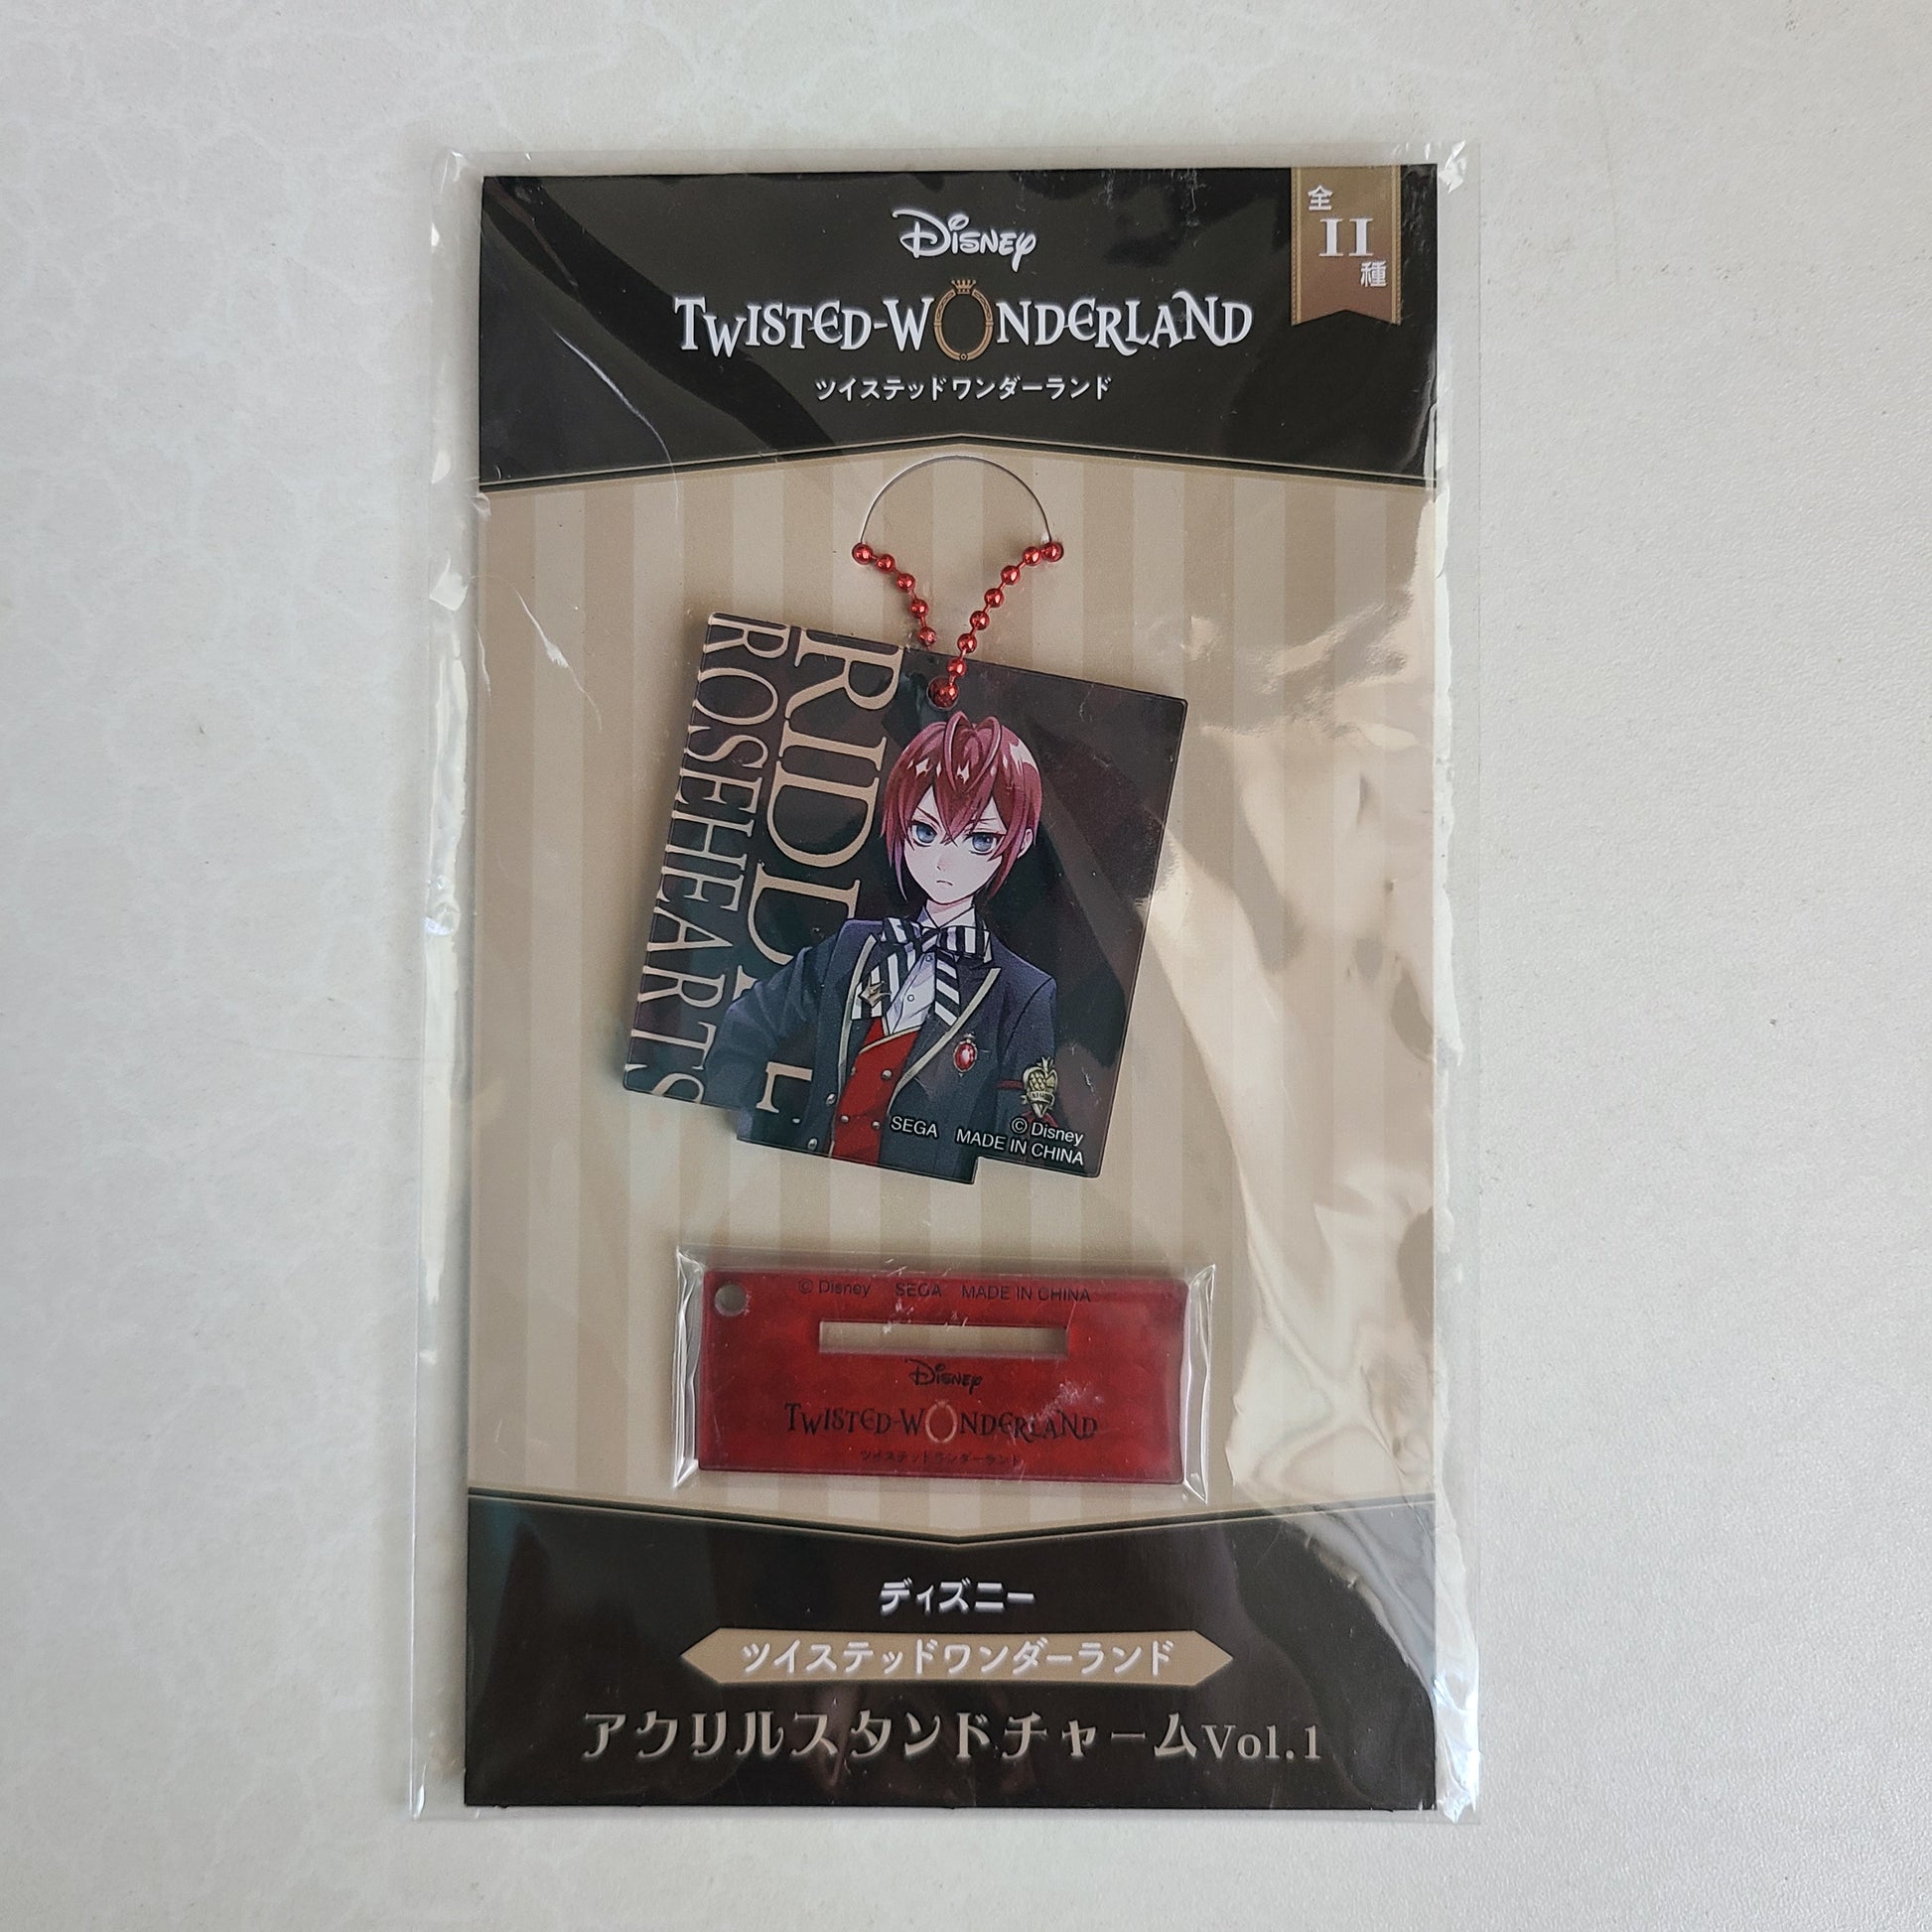 Disney
TWISTED-WONDERLAND
ツイステッドワンダーランド
全
11
種
RIDDLE
ROSEHEARTS
SEGA
© Disney
MADE IN CHINA
© Disney SEGA MADE IN CHINA
Disney
TWISTED-WONDERLAND
ツイステッドワンダーランド
ディズニー
ツイステッドワンダーランド
アクリルスタンドチャームVol.1